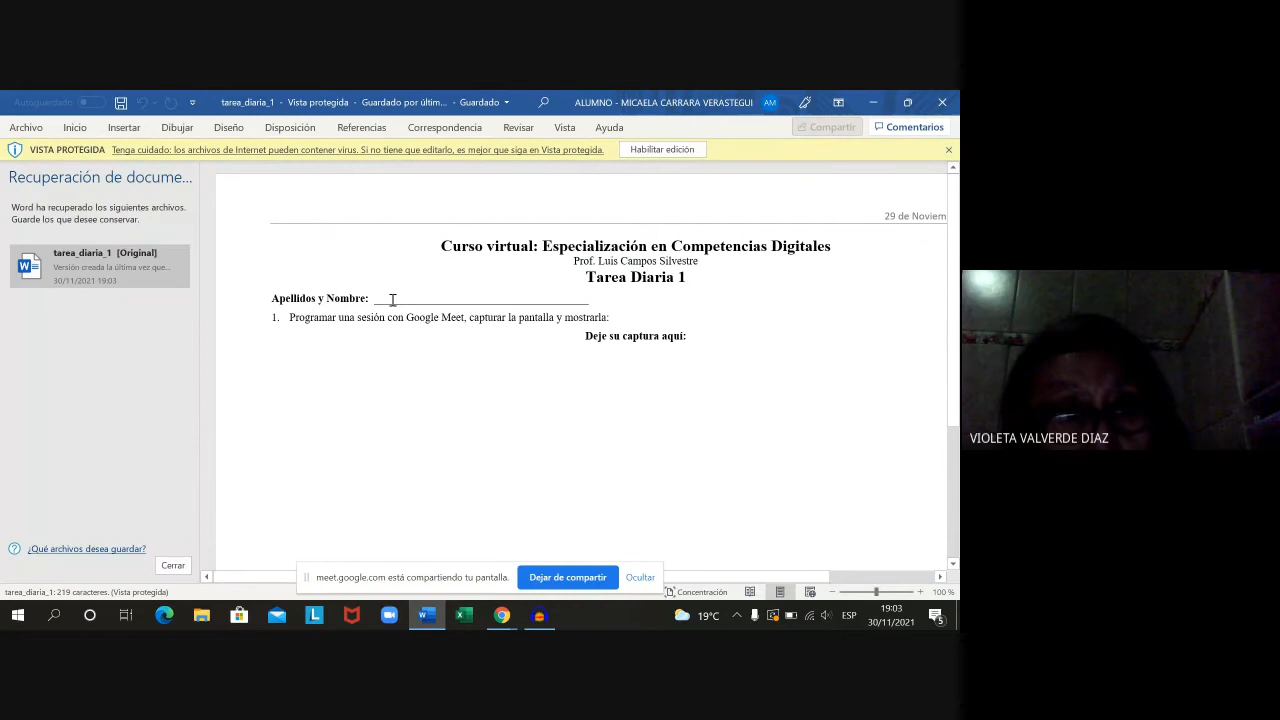 Autoguardado
tarea_diaria_1 - Vista protegida - Guardado por últim... - Guardado
ALUMNO - MICAELA CARRARA VERASTEGUI AM
Archivo Inicio Insertar Dibujar Diseño Disposición Referencias Correspondencia Revisar Vista Ayuda
Compartir Comentarios
VISTA PROTEGIDA Tenga cuidado: los archivos de Internet pueden contener virus. Si no tiene que editarlo, es mejor que siga en Vista protegida. Habilitar edición
Recuperación de docume...
Word ha recuperado los siguientes archivos.
Guarde los que desee conservar.
tarea_diaria_1 [Original]
Versión creada la última vez que...
30/11/2021 19:03
29 de Noviem
Curso virtual: Especialización en Competencias Digitales
Prof. Luis Campos Silvestre
Tarea Diaria 1
Apellidos y Nombre: ____________________
1. Programar una sesión con Google Meet, capturar la pantalla y mostrarla:
Deje su captura aquí:
VIOLETA VALVERDE DIAZ
¿Qué archivos desea guardar?
Cerrar
meet.google.com está compartiendo tu pantalla. Dejar de compartir Ocultar
tarea_diaria_1: 219 caracteres. (Vista protegida)
Concentración
100 %
19°C
ESP
19:03
30/11/2021
5